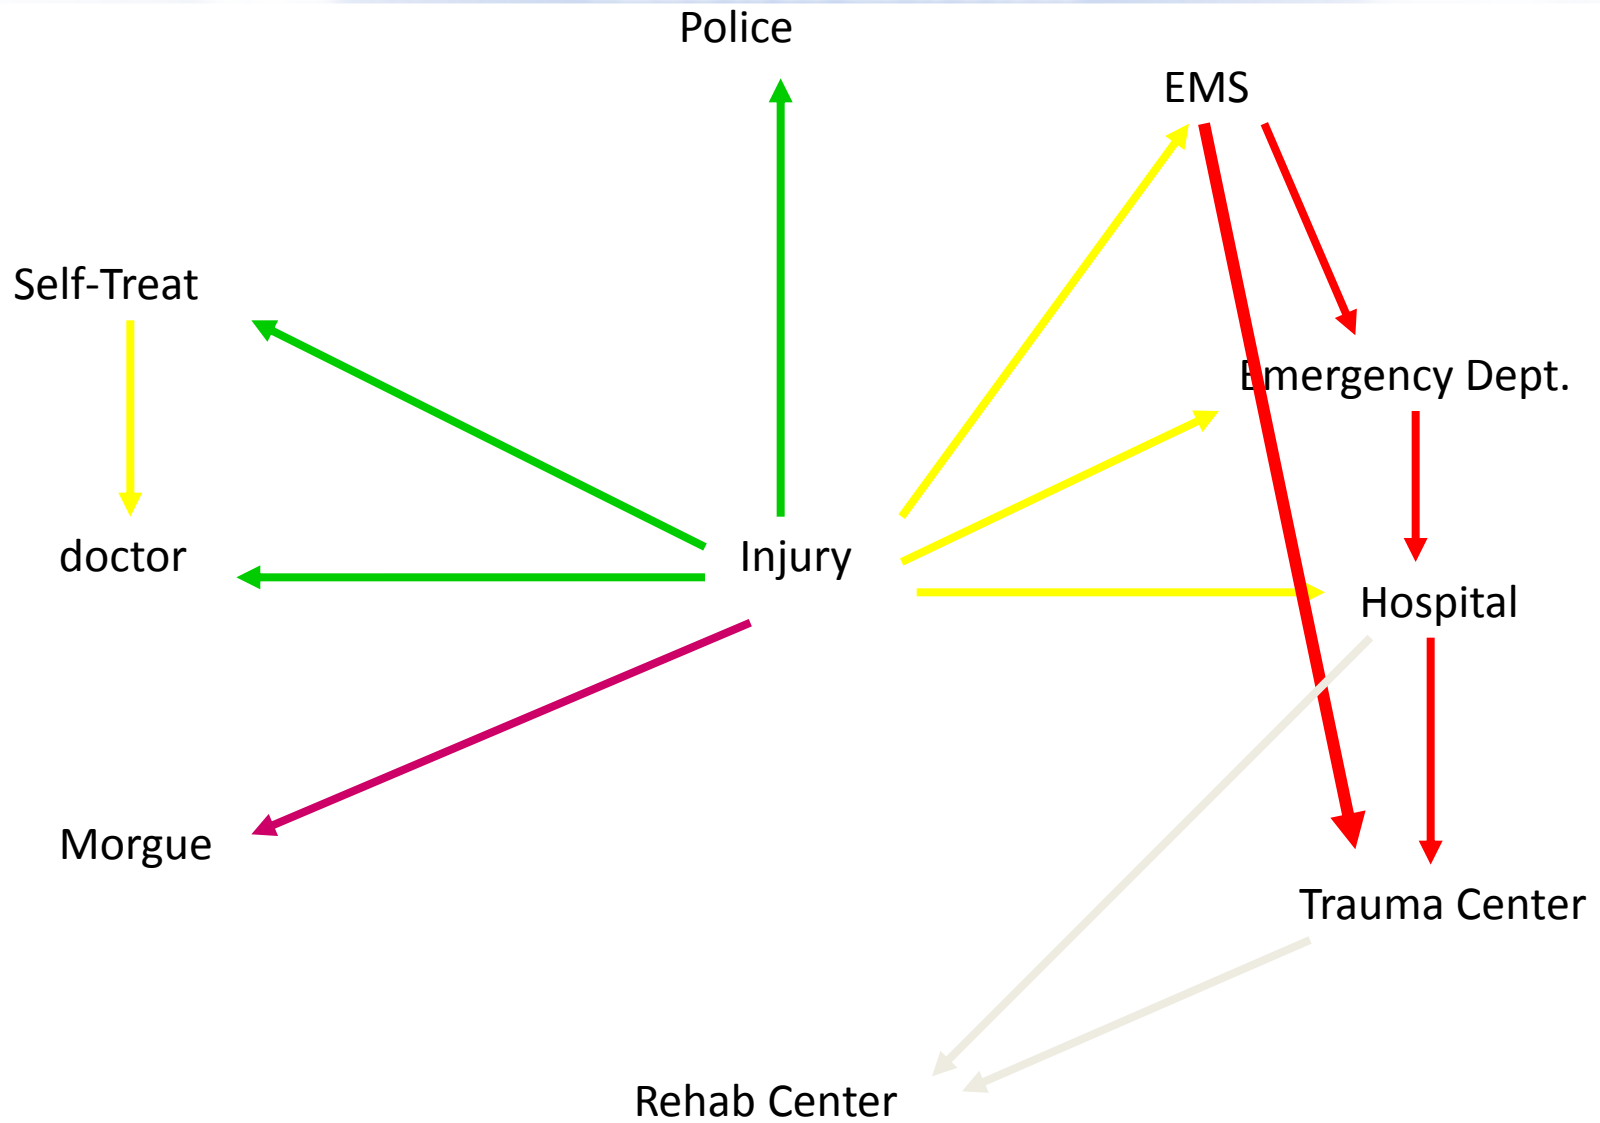 Police
EMS
Self-Treat
Emergency Dept.
doctor
Injury
Hospital
Morgue
Trauma Center
Rehab Center